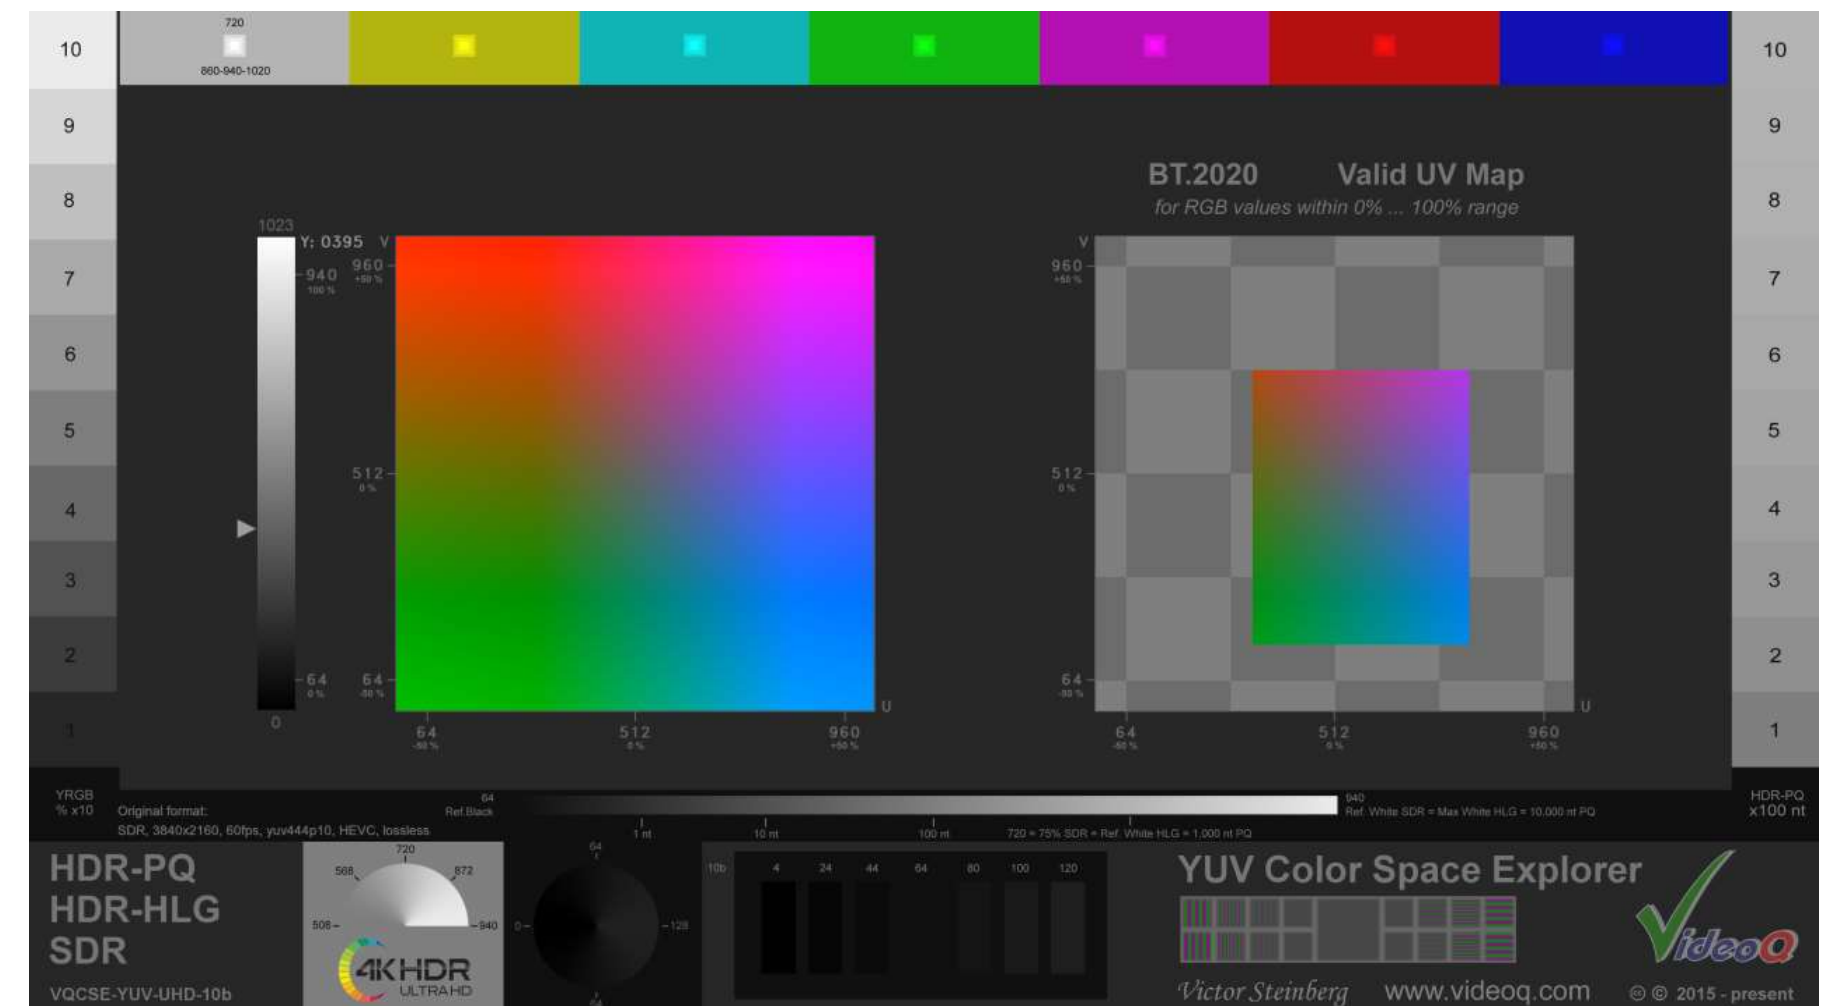 10
720
860-940-1020
10
9
9
8
BT.2020 Valid UV Map
for RGB values within 0% ... 100% range
8
1023
Y: 0395 V
960
+50 %
940
100 %
V
960
+50 %
7
7
6
6
5
5
512
0 %
512
0 %
4
4
3
3
2
2
64
0 %
64
-50 %
64
-50 %
0
U
U
64
-50 %
512
0 %
960
+50 %
64
-50 %
512
0 %
960
+50 %
1
1
YRGB
% x10
Original format:
SDR, 3840x2160, 60fps, yuv444p10, HEVC, lossless
64
Ref.Black
1 nt
10 nt
100 nt
720 = 75% SDR = Ref. White HLG = 1,000 nt PQ
940
Ref. White SDR = Max White HLG = 10,000 nt PQ
HDR-PQ
x100 nt
HDR-PQ
HDR-HLG
SDR
VQCSE-YUV-UHD-10b
720
568
872
508
940
4K HDR
ULTRAHD
64
0
128
64
10b 4 24 44 64 80 100 120
YUV Color Space Explorer
VideoQ
Victor Steinberg www.videoq.com
cc © 2015 - present